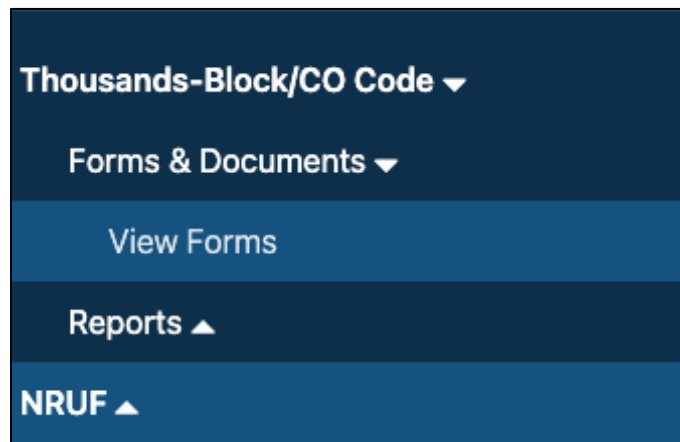 Thousands-Block/CO Code
Forms & Documents
View Forms
Reports
NRUF